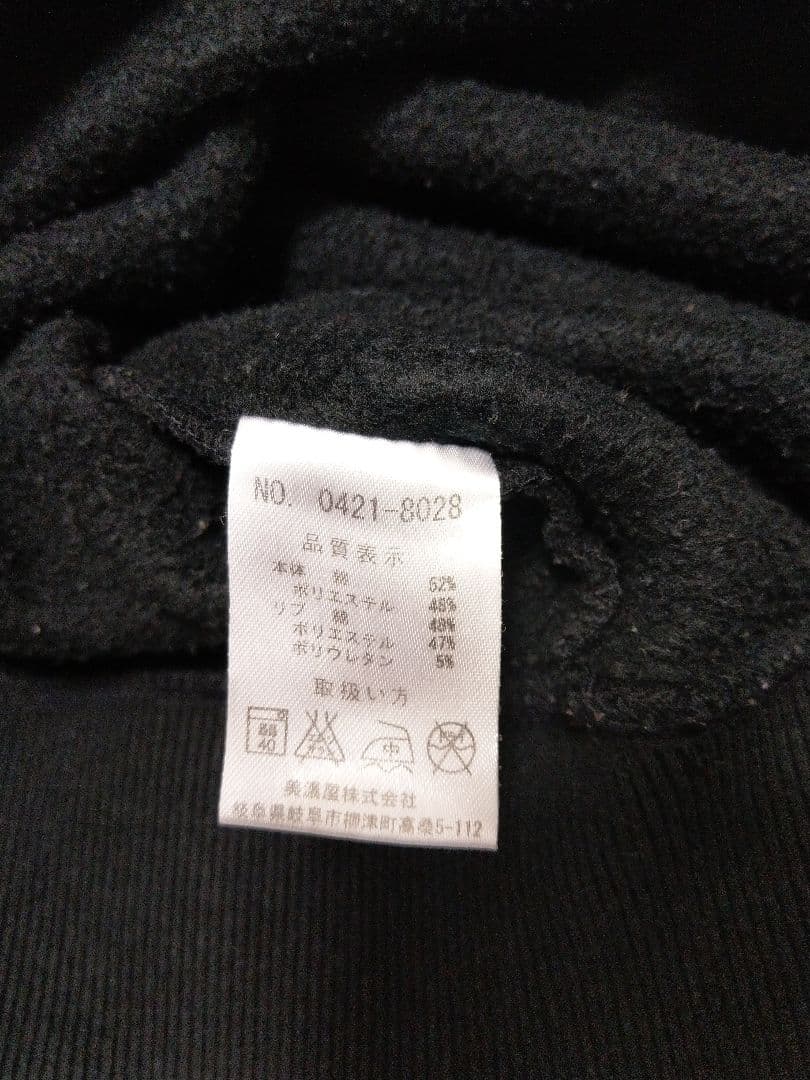 NO. 0421-8028
品質表示
本体 綿 52%
ポリエステル 48%
リブ 綿 48%
ポリエステル 47%
ポリウレタン 5%
取扱い方
40 中
美濃屋株式会社
岐阜県岐阜市柳津町高桑5-112